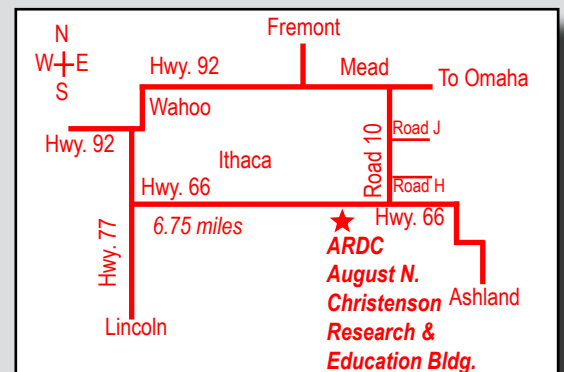 N
W E
S
Fremont
Hwy. 92
Mead
To Omaha
Wahoo
Hwy. 92
Road 10
Road J
Ithaca
Road H
Hwy. 66
Hwy. 66
6.75 miles
Hwy. 77
ARDC
August N.
Christenson
Research &
Education Bldg.
Ashland
Lincoln